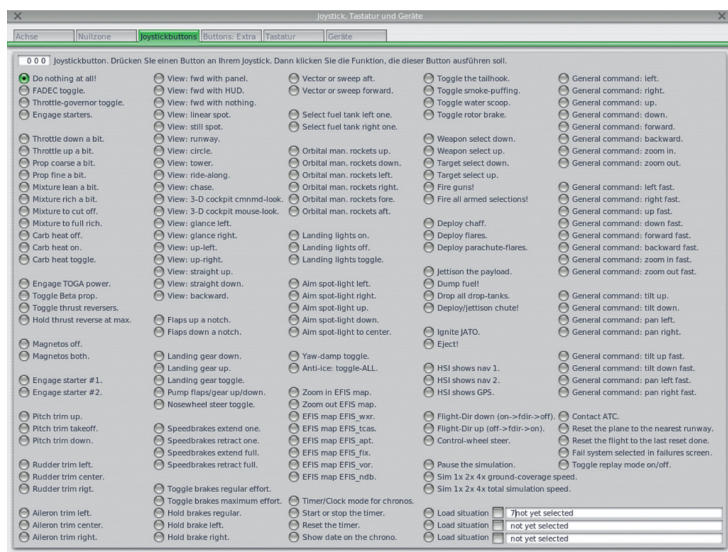 Joystick, Tastatur und Geräte
Achse
Nullzone
Joystickbuttons
Buttons: Extra
Tastatur
Geräte
0 0 0 Joystickbutton. Drücken Sie einen Button an Ihrem Joystick. Dann klicken Sie die Funktion, die dieser Button ausführen soll.
Do nothing at all!
FADEC toggle.
Throttle-governor toggle.
Engage starters.
Throttle down a bit.
Throttle up a bit.
Prop coarse a bit.
Prop fine a bit.
Mixture lean a bit.
Mixture rich a bit.
Mixture to cut off.
Mixture to full rich.
Carb heat off.
Carb heat on.
Carb heat toggle.
Engage TOGA power.
Toggle Beta prop.
Toggle thrust reversers.
Hold thrust reverse at max.
Magnetos off.
Magnetos both.
Engage starter #1.
Engage starter #2.
Pitch trim up.
Pitch trim takeoff.
Pitch trim down.
Rudder trim left.
Rudder trim center.
Rudder trim rigt.
Aileron trim left.
Aileron trim center.
Aileron trim right.
View: fwd with panel.
View: fwd with HUD.
View: fwd with nothing.
View: linear spot.
View: still spot.
View: runway.
View: circle.
View: tower.
View: ride-along.
View: chase.
View: 3-D cockpit cmnmd-look.
View: 3-D cockpit mouse-look.
View: glance left.
View: glance right.
View: up-left.
View: up-right.
View: straight up.
View: straight down.
View: backward.
Flaps up a notch.
Flaps down a notch.
Landing gear down.
Landing gear up.
Landing gear toggle.
Pump flaps/gear up/down.
Nosewheel steer toggle.
Speedbrakes extend one.
Speedbrakes retract one.
Speedbrakes extend full.
Speedbrakes retract full.
Toggle brakes regular effort.
Toggle brakes maximum effort.
Hold brakes regular.
Hold brake left.
Hold brake right.
Vector or sweep aft.
Vector or sweep forward.
Select fuel tank left one.
Select fuel tank right one.
Orbital man. rockets up.
Orbital man. rockets down.
Orbital man. rockets left.
Orbital man. rockets right.
Orbital man. rockets fore.
Orbital man. rockets aft.
Landing lights on.
Landing lights off.
Landing lights toggle.
Aim spot-light left.
Aim spot-light right.
Aim spot-light up.
Aim spot-light down.
Aim spot-light to center.
Yaw-damp toggle.
Anti-ice: toggle-ALL.
Zoom in EFIS map.
Zoom out EFIS map.
EFIS map EFIS_wxr.
EFIS map EFIS_tcas.
EFIS map EFIS_apt.
EFIS map EFIS_fix.
EFIS map EFIS_vor.
EFIS map EFIS_ndb.
Timer/Clock mode for chronos.
Start or stop the timer.
Reset the timer.
Show date on the chrono.
Toggle the tailhook.
Toggle smoke-puffing.
Toggle water scoop.
Toggle rotor brake.
Weapon select down.
Weapon select up.
Target select down.
Target select up.
Fire guns!
Fire all armed selections!
Deploy chaff.
Deploy flares.
Deploy parachute-flares.
Jettison the payload.
Dump fuel!
Drop all drop-tanks.
Deploy/jettison chute!
Ignite JATO.
Eject!
HSI shows nav 1.
HSI shows nav 2.
HSI shows GPS.
Flight-Dir down (on->fdir->off).
Flight-Dir up (off->fdir->on).
Control-wheel steer.
Pause the simulation.
Sim 1x 2x 4x ground-coverage speed.
Sim 1x 2x 4x total simulation speed.
Load situation 7not yet selected
Load situation not yet selected
Load situation not yet selected
General command: left.
General command: right.
General command: up.
General command: down.
General command: forward.
General command: backward.
General command: zoom in.
General command: zoom out.
General command: left fast.
General command: right fast.
General command: up fast.
General command: down fast.
General command: forward fast.
General command: backward fast.
General command: zoom in fast.
General command: zoom out fast.
General command: tilt up.
General command: tilt down.
General command: pan left.
General command: pan right.
General command: tilt up fast.
General command: tilt down fast.
General command: pan left fast.
General command: pan right fast.
Contact ATC.
Reset the plane to the nearest runway.
Reset the flight to the last reset done.
Fail system selected in failures screen.
Toggle replay mode on/off.